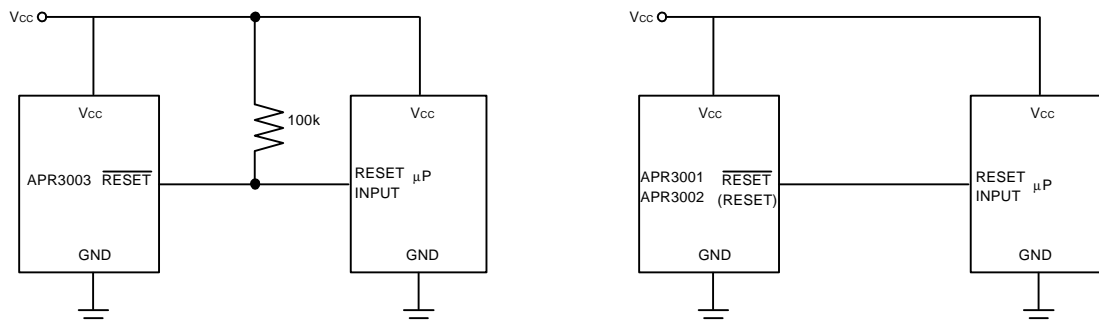 Vcc
Vcc
Vcc
100k
APR3003 RESET
RESET μP
INPUT
GND
GND
Vcc
Vcc
Vcc
APR3001 RESET
APR3002 (RESET)
RESET μP
INPUT
GND
GND